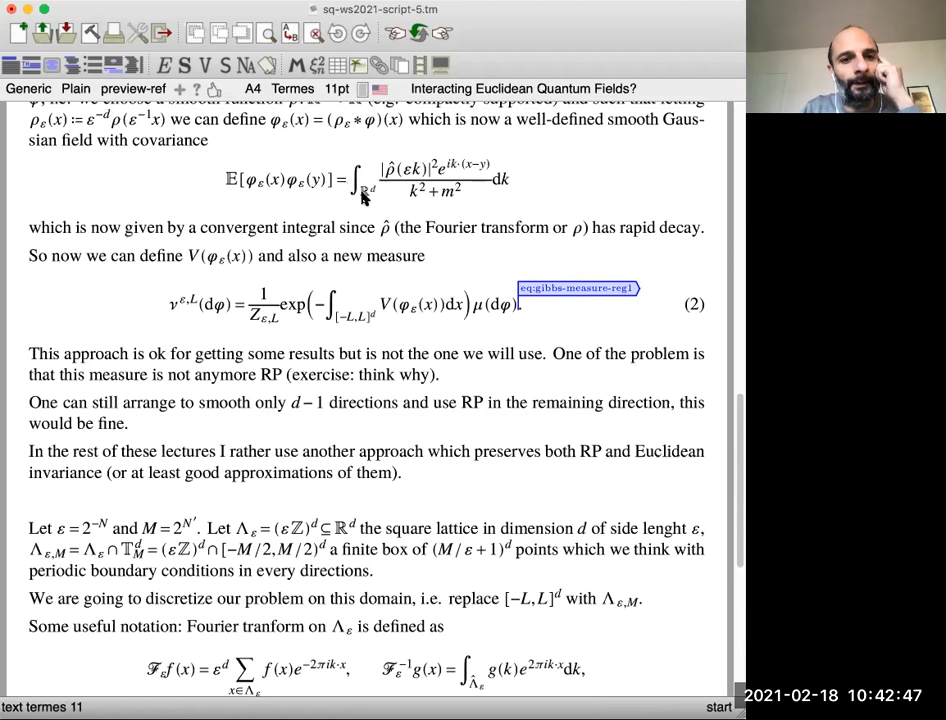 sq-ws2021-script-5.tm
E S V S NA
Generic Plain preview-ref + ? A4 Termes 11pt Interacting Euclidean Quantum Fields?
ρ_ε(x) ≔ ε^{−d}ρ(ε^{−1}x) we can define φ_ε(x) = (ρ_ε ∗ φ)(x) which is now a well-defined smooth Gaus-
sian field with covariance
𝔼[φ_ε(x)φ_ε(y)] = ∫_{ℝ^d} |ρ̂(εk)|²e^{ik·(x−y)} / (k² + m²) dk
which is now given by a convergent integral since ρ̂ (the Fourier transform or ρ) has rapid decay.
So now we can define V(φ_ε(x)) and also a new measure
eq:gibbs-measure-reg1
ν^{ε,L}(dφ) = 1/Z_{ε,L} exp(−∫_{[−L,L]^d} V(φ_ε(x))dx) μ(dφ). (2)
This approach is ok for getting some results but is not the one we will use. One of the problem is
that this measure is not anymore RP (exercise: think why).
One can still arrange to smooth only d − 1 directions and use RP in the remaining direction, this
would be fine.
In the rest of these lectures I rather use another approach which preserves both RP and Euclidean
invariance (or at least good approximations of them).
Let ε = 2^{−N} and M = 2^{N′}. Let Λ_ε = (εℤ)^d ⊆ ℝ^d the square lattice in dimension d of side lenght ε,
Λ_{ε,M} = Λ_ε ∩ 𝕋_M^d = (εℤ)^d ∩ [−M/2, M/2)^d a finite box of (M/ε + 1)^d points which we think with
periodic boundary conditions in every directions.
We are going to discretize our problem on this domain, i.e. replace [−L,L]^d with Λ_{ε,M}.
Some useful notation: Fourier tranform on Λ_ε is defined as
ℱ_ε f(x) = ε^d ∑_{x∈Λ_ε} f(x)e^{−2πik·x}, ℱ_ε^{−1} g(x) = ∫_{Λ̂_ε} g(k)e^{2πik·x}dk,
text termes 11 start
2021-02-18 10:42:47